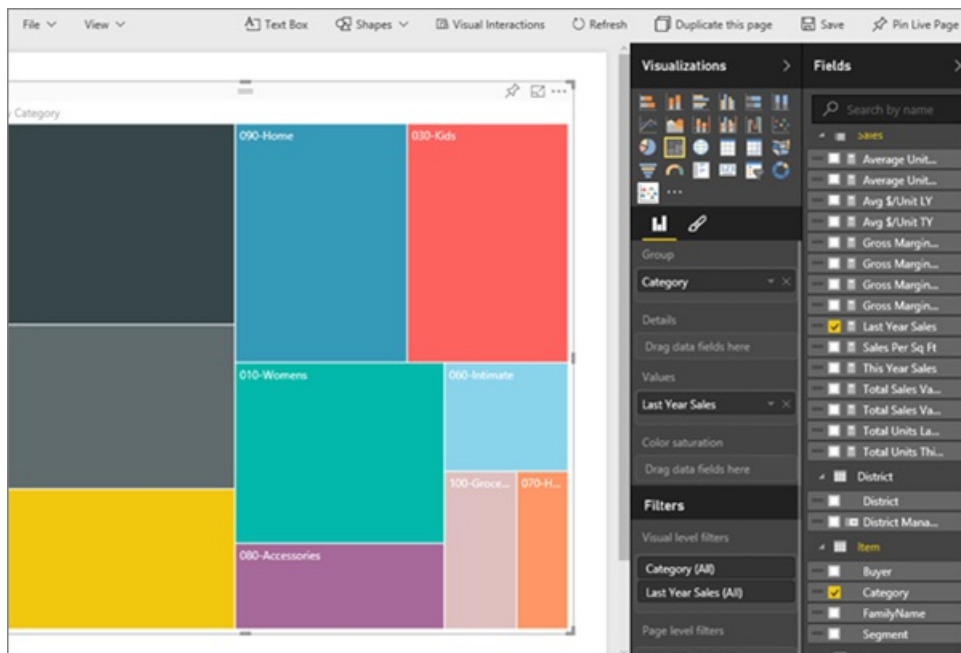 File
View
Text Box
Shapes
Visual Interactions
Refresh
Duplicate this page
Save
Pin Live Page
y Category
090-Home
030-Kids
010-Womens
060-Intimate
100-Groce...
070-H...
080-Accessories
Visualizations
Group
Category
Details
Drag data fields here
Values
Last Year Sales
Color saturation
Drag data fields here
Filters
Visual level filters
Category (All)
Last Year Sales (All)
Page level filters
Fields
Search by name
Sales
Average Unit...
Average Unit...
Avg $/Unit LY
Avg $/Unit TY
Gross Margin...
Gross Margin...
Gross Margin...
Gross Margin...
Last Year Sales
Sales Per Sq Ft
This Year Sales
Total Sales Va...
Total Sales Va...
Total Units La...
Total Units Thi...
District
District
District Mana...
Item
Buyer
Category
FamilyName
Segment